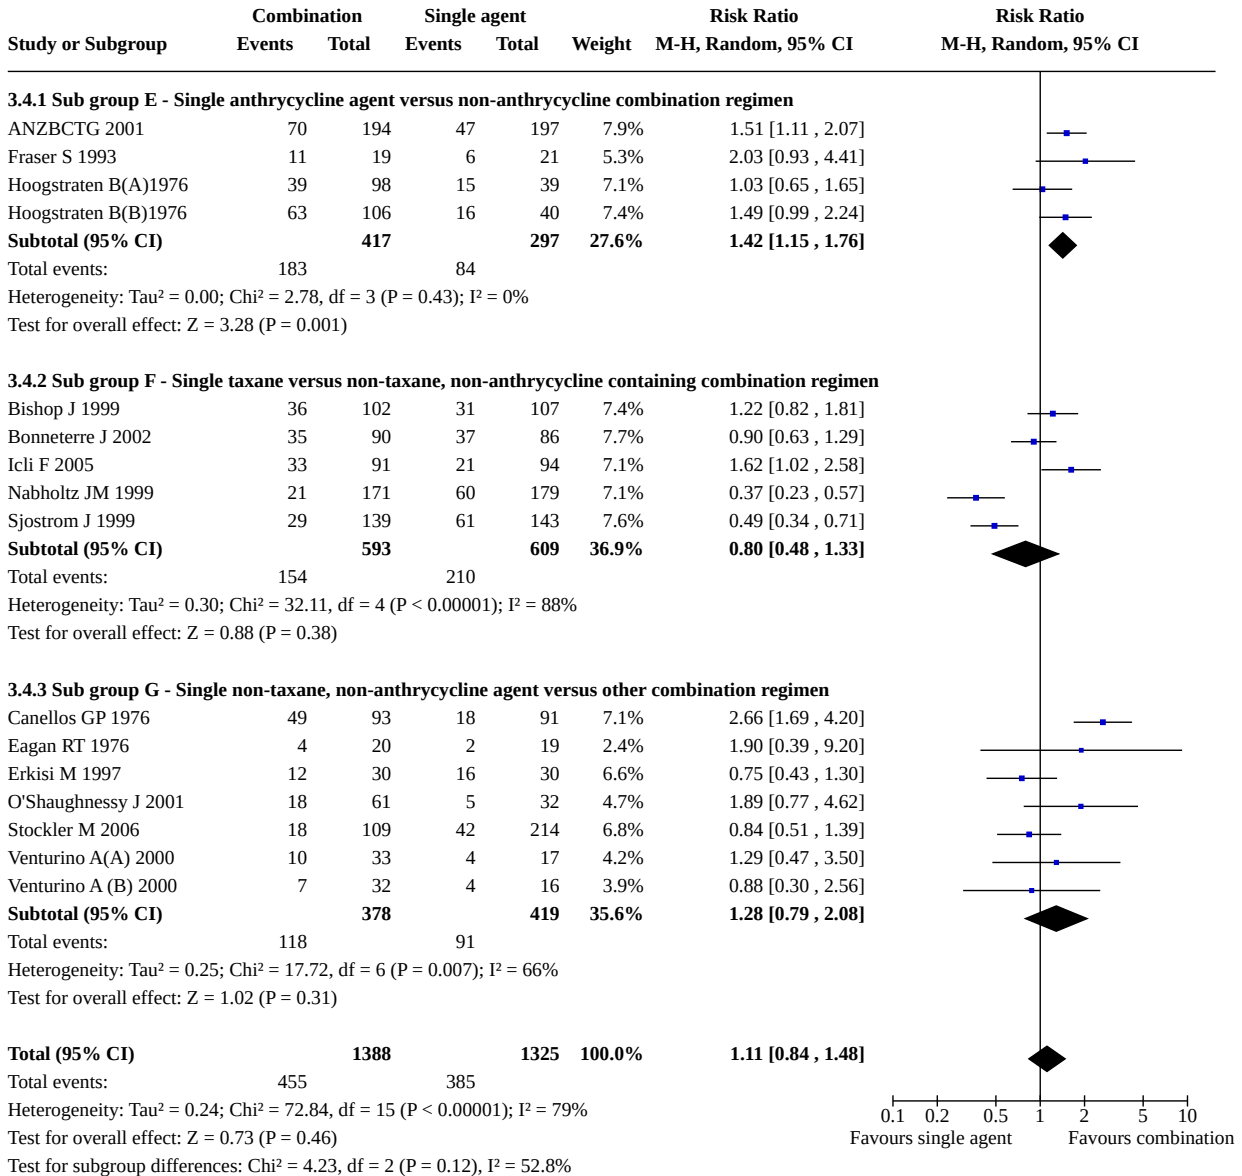 Combination Single agent Risk Ratio Risk Ratio
Study or Subgroup Events Total Events Total Weight M-H, Random, 95% CI M-H, Random, 95% CI
3.4.1 Sub group E - Single anthrycycline agent versus non-anthrycycline combination regimen
ANZBCTG 2001 70 194 47 197 7.9% 1.51 [1.11 , 2.07]
Fraser S 1993 11 19 6 21 5.3% 2.03 [0.93 , 4.41]
Hoogstraten B(A)1976 39 98 15 39 7.1% 1.03 [0.65 , 1.65]
Hoogstraten B(B)1976 63 106 16 40 7.4% 1.49 [0.99 , 2.24]
Subtotal (95% CI) 417 297 27.6% 1.42 [1.15 , 1.76]
Total events: 183 84
Heterogeneity: Tau² = 0.00; Chi² = 2.78, df = 3 (P = 0.43); I² = 0%
Test for overall effect: Z = 3.28 (P = 0.001)
3.4.2 Sub group F - Single taxane versus non-taxane, non-anthrycycline containing combination regimen
Bishop J 1999 36 102 31 107 7.4% 1.22 [0.82 , 1.81]
Bonneterre J 2002 35 90 37 86 7.7% 0.90 [0.63 , 1.29]
Icli F 2005 33 91 21 94 7.1% 1.62 [1.02 , 2.58]
Nabholtz JM 1999 21 171 60 179 7.1% 0.37 [0.23 , 0.57]
Sjostrom J 1999 29 139 61 143 7.6% 0.49 [0.34 , 0.71]
Subtotal (95% CI) 593 609 36.9% 0.80 [0.48 , 1.33]
Total events: 154 210
Heterogeneity: Tau² = 0.30; Chi² = 32.11, df = 4 (P < 0.00001); I² = 88%
Test for overall effect: Z = 0.88 (P = 0.38)
3.4.3 Sub group G - Single non-taxane, non-anthrycycline agent versus other combination regimen
Canellos GP 1976 49 93 18 91 7.1% 2.66 [1.69 , 4.20]
Eagan RT 1976 4 20 2 19 2.4% 1.90 [0.39 , 9.20]
Erkisi M 1997 12 30 16 30 6.6% 0.75 [0.43 , 1.30]
O'Shaughnessy J 2001 18 61 5 32 4.7% 1.89 [0.77 , 4.62]
Stockler M 2006 18 109 42 214 6.8% 0.84 [0.51 , 1.39]
Venturino A(A) 2000 10 33 4 17 4.2% 1.29 [0.47 , 3.50]
Venturino A (B) 2000 7 32 4 16 3.9% 0.88 [0.30 , 2.56]
Subtotal (95% CI) 378 419 35.6% 1.28 [0.79 , 2.08]
Total events: 118 91
Heterogeneity: Tau² = 0.25; Chi² = 17.72, df = 6 (P = 0.007); I² = 66%
Test for overall effect: Z = 1.02 (P = 0.31)
Total (95% CI) 1388 1325 100.0% 1.11 [0.84 , 1.48]
Total events: 455 385
Heterogeneity: Tau² = 0.24; Chi² = 72.84, df = 15 (P < 0.00001); I² = 79%
0.1 0.2 0.5 1 2 5 10
Test for overall effect: Z = 0.73 (P = 0.46) Favours single agent Favours combination
Test for subgroup differences: Chi² = 4.23, df = 2 (P = 0.12), I² = 52.8%